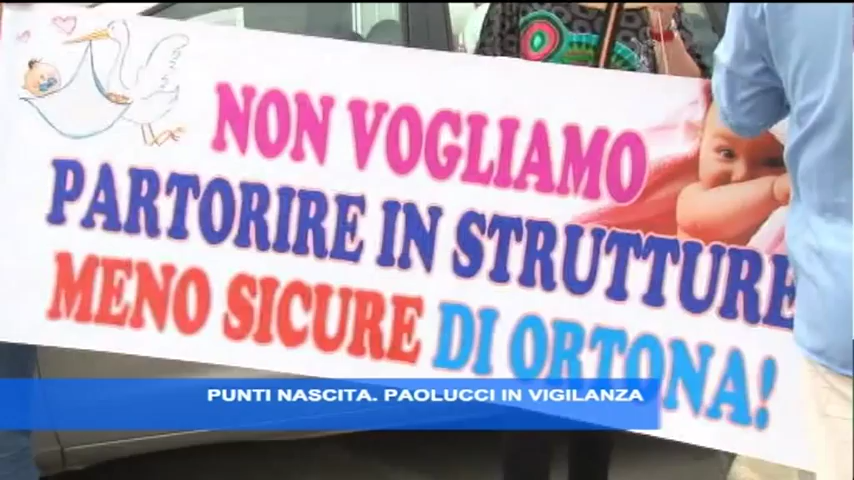 NON VOGLIAMO
PARTORIRE IN STRUTTURE
MENO SICURE DI ORTONA!
PUNTI NASCITA. PAOLUCCI IN VIGILANZA